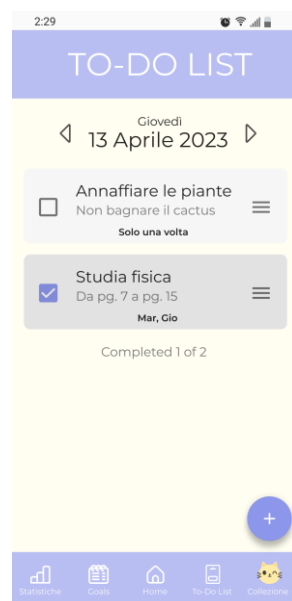 2:29
TO-DO LIST
Giovedì
13 Aprile 2023
Annaffiare le piante
Non bagnare il cactus
Solo una volta
Studia fisica
Da pg. 7 a pg. 15
Mar, Gio
Completed 1 of 2
+
Statistiche Goals Home To-Do List Collezione